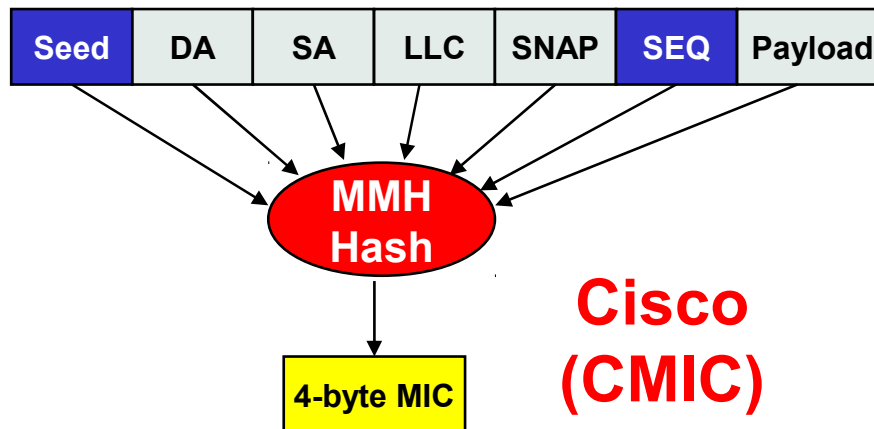 Seed DA SA LLC SNAP SEQ Payload
MMH
Hash
Cisco
(CMIC)
4-byte MIC